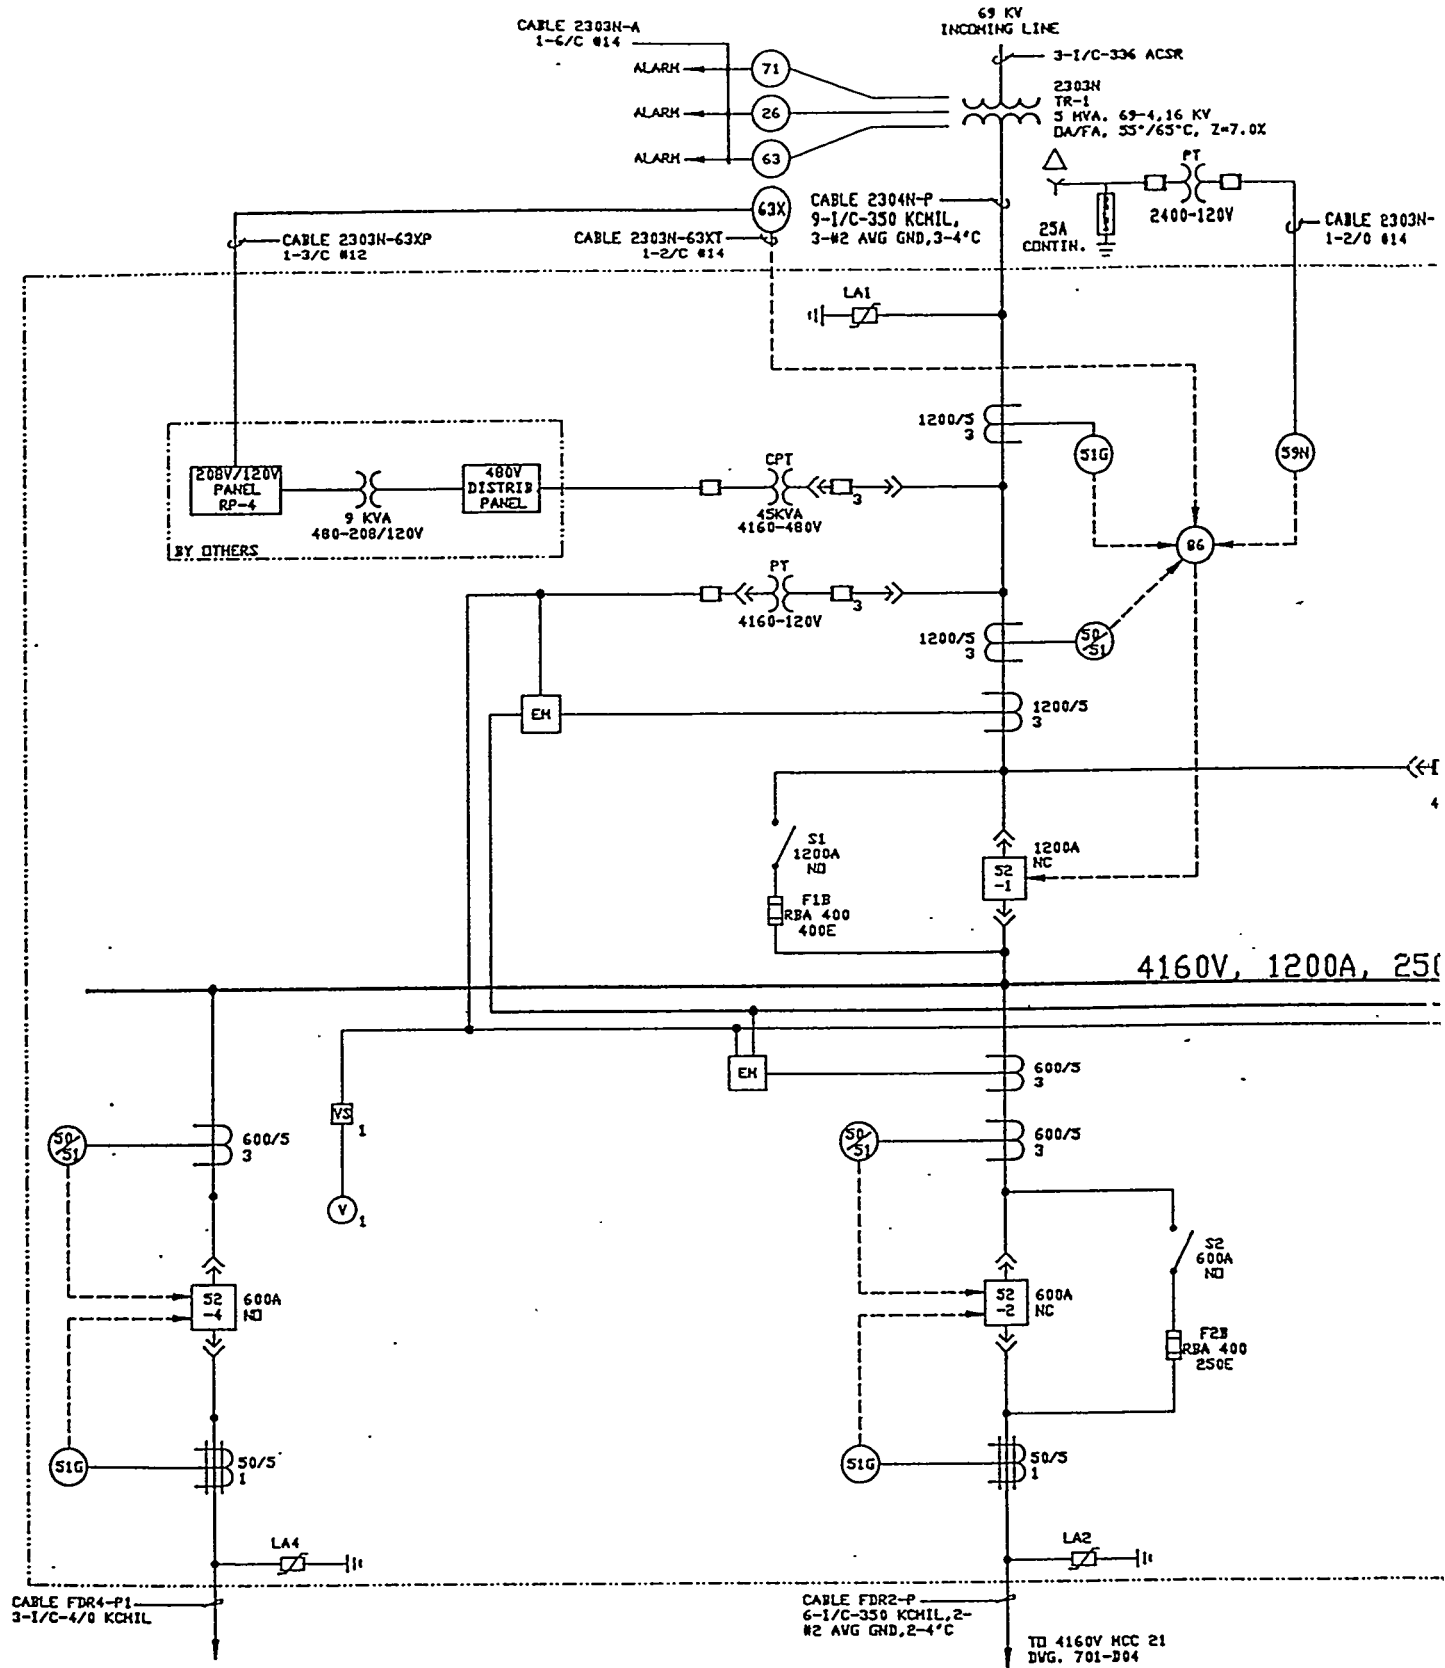 CABLE 2303N-A
1-6/C #14
69 KV
INCOMING LINE
3-1/C-336 ACSR
ALARM
71
ALARM
26
ALARM
63
2303N
TR-1
5 MVA, 69-4.16 KV
OA/FA, 55°/65°C, Z=7.0%
63X
CABLE 2304N-P
9-1/C-350 KCMIL,
3-#2 AWG GND,3-4"C
25A
CONTIN.
PT
2400-120V
CABLE 2303N-
1-2/0 #14
CABLE 2303N-63XP
1-3/C #12
CABLE 2303N-63XT
1-2/C #14
LA1
1200/5
3
51G
59N
208V/120V
PANEL
RP-4
9 KVA
480-208/120V
480V
DISTRIB
PANEL
BY OTHERS
CPT
3
45KVA
4160-480V
86
PT
3
4160-120V
1200/5
3
50/51
EM
1200/5
3
4
S1
1200A
NO
F1B
RBA 400
400E
52
-1
1200A
NC
4160V, 1200A, 250
EM
600/5
3
VS
1
V
1
50/51
600/5
3
50/51
600/5
3
52
-4
600A
NO
52
-2
600A
NC
S2
600A
NO
F2B
RBA 400
250E
51G
50/5
1
51G
50/5
1
LA4
LA2
CABLE FDR4-P1
3-1/C-4/0 KCMIL
CABLE FDR2-P
6-1/C-350 KCMIL,2-
#2 AWG GND,2-4"C
TO 4160V MCC 21
DWG. 701-D04